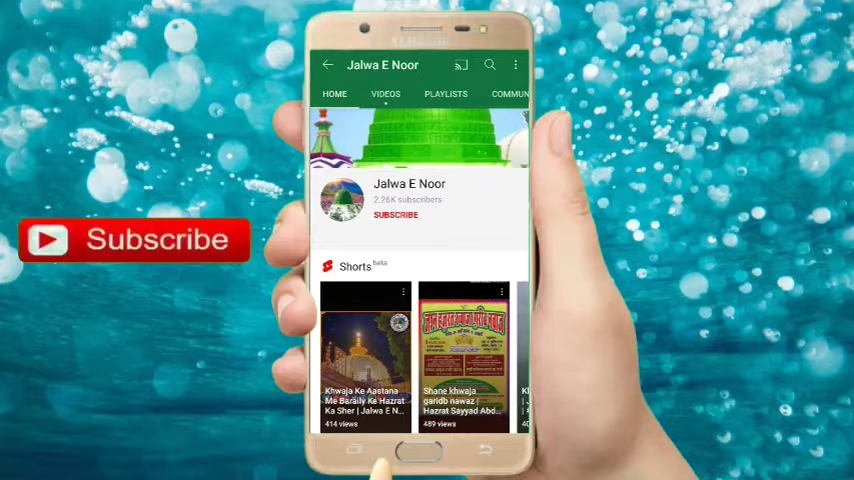 SAMSUNG
Jalwa E Noor
HOME VIDEOS PLAYLISTS COMMUN
Jalwa E Noor
2.26K subscribers
SUBSCRIBE
Subscribe
Shorts beta
Khwaja Ke Aastana
Me Baraily Ke Hazrat
Ka Sher | Jalwa E N...
414 views
Shane khwaja
garidb nawaz |
Hazrat Sayyad Abd...
489 views